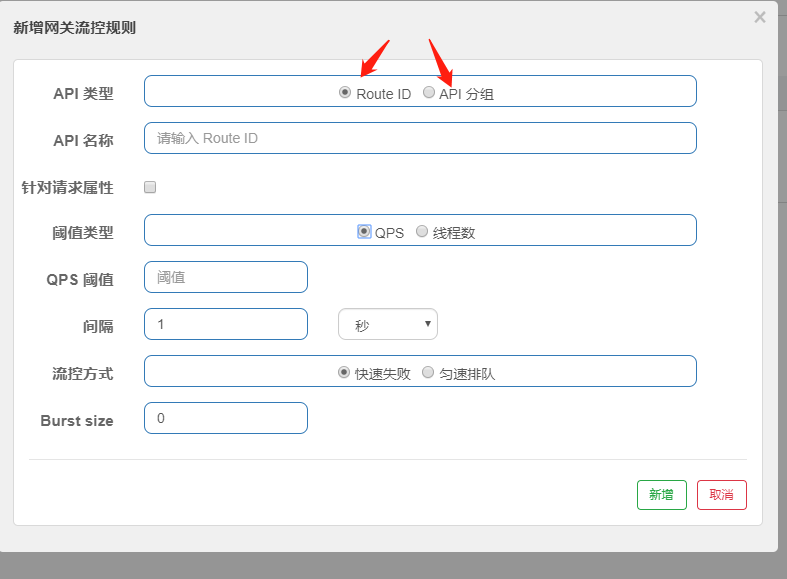 新增网关流控规则 ×
API 类型 Route ID API 分组
API 名称 请输入 Route ID
针对请求属性
阈值类型 QPS 线程数
QPS 阈值 阈值
间隔 1 秒
流控方式 快速失败 匀速排队
Burst size 0
新增 取消